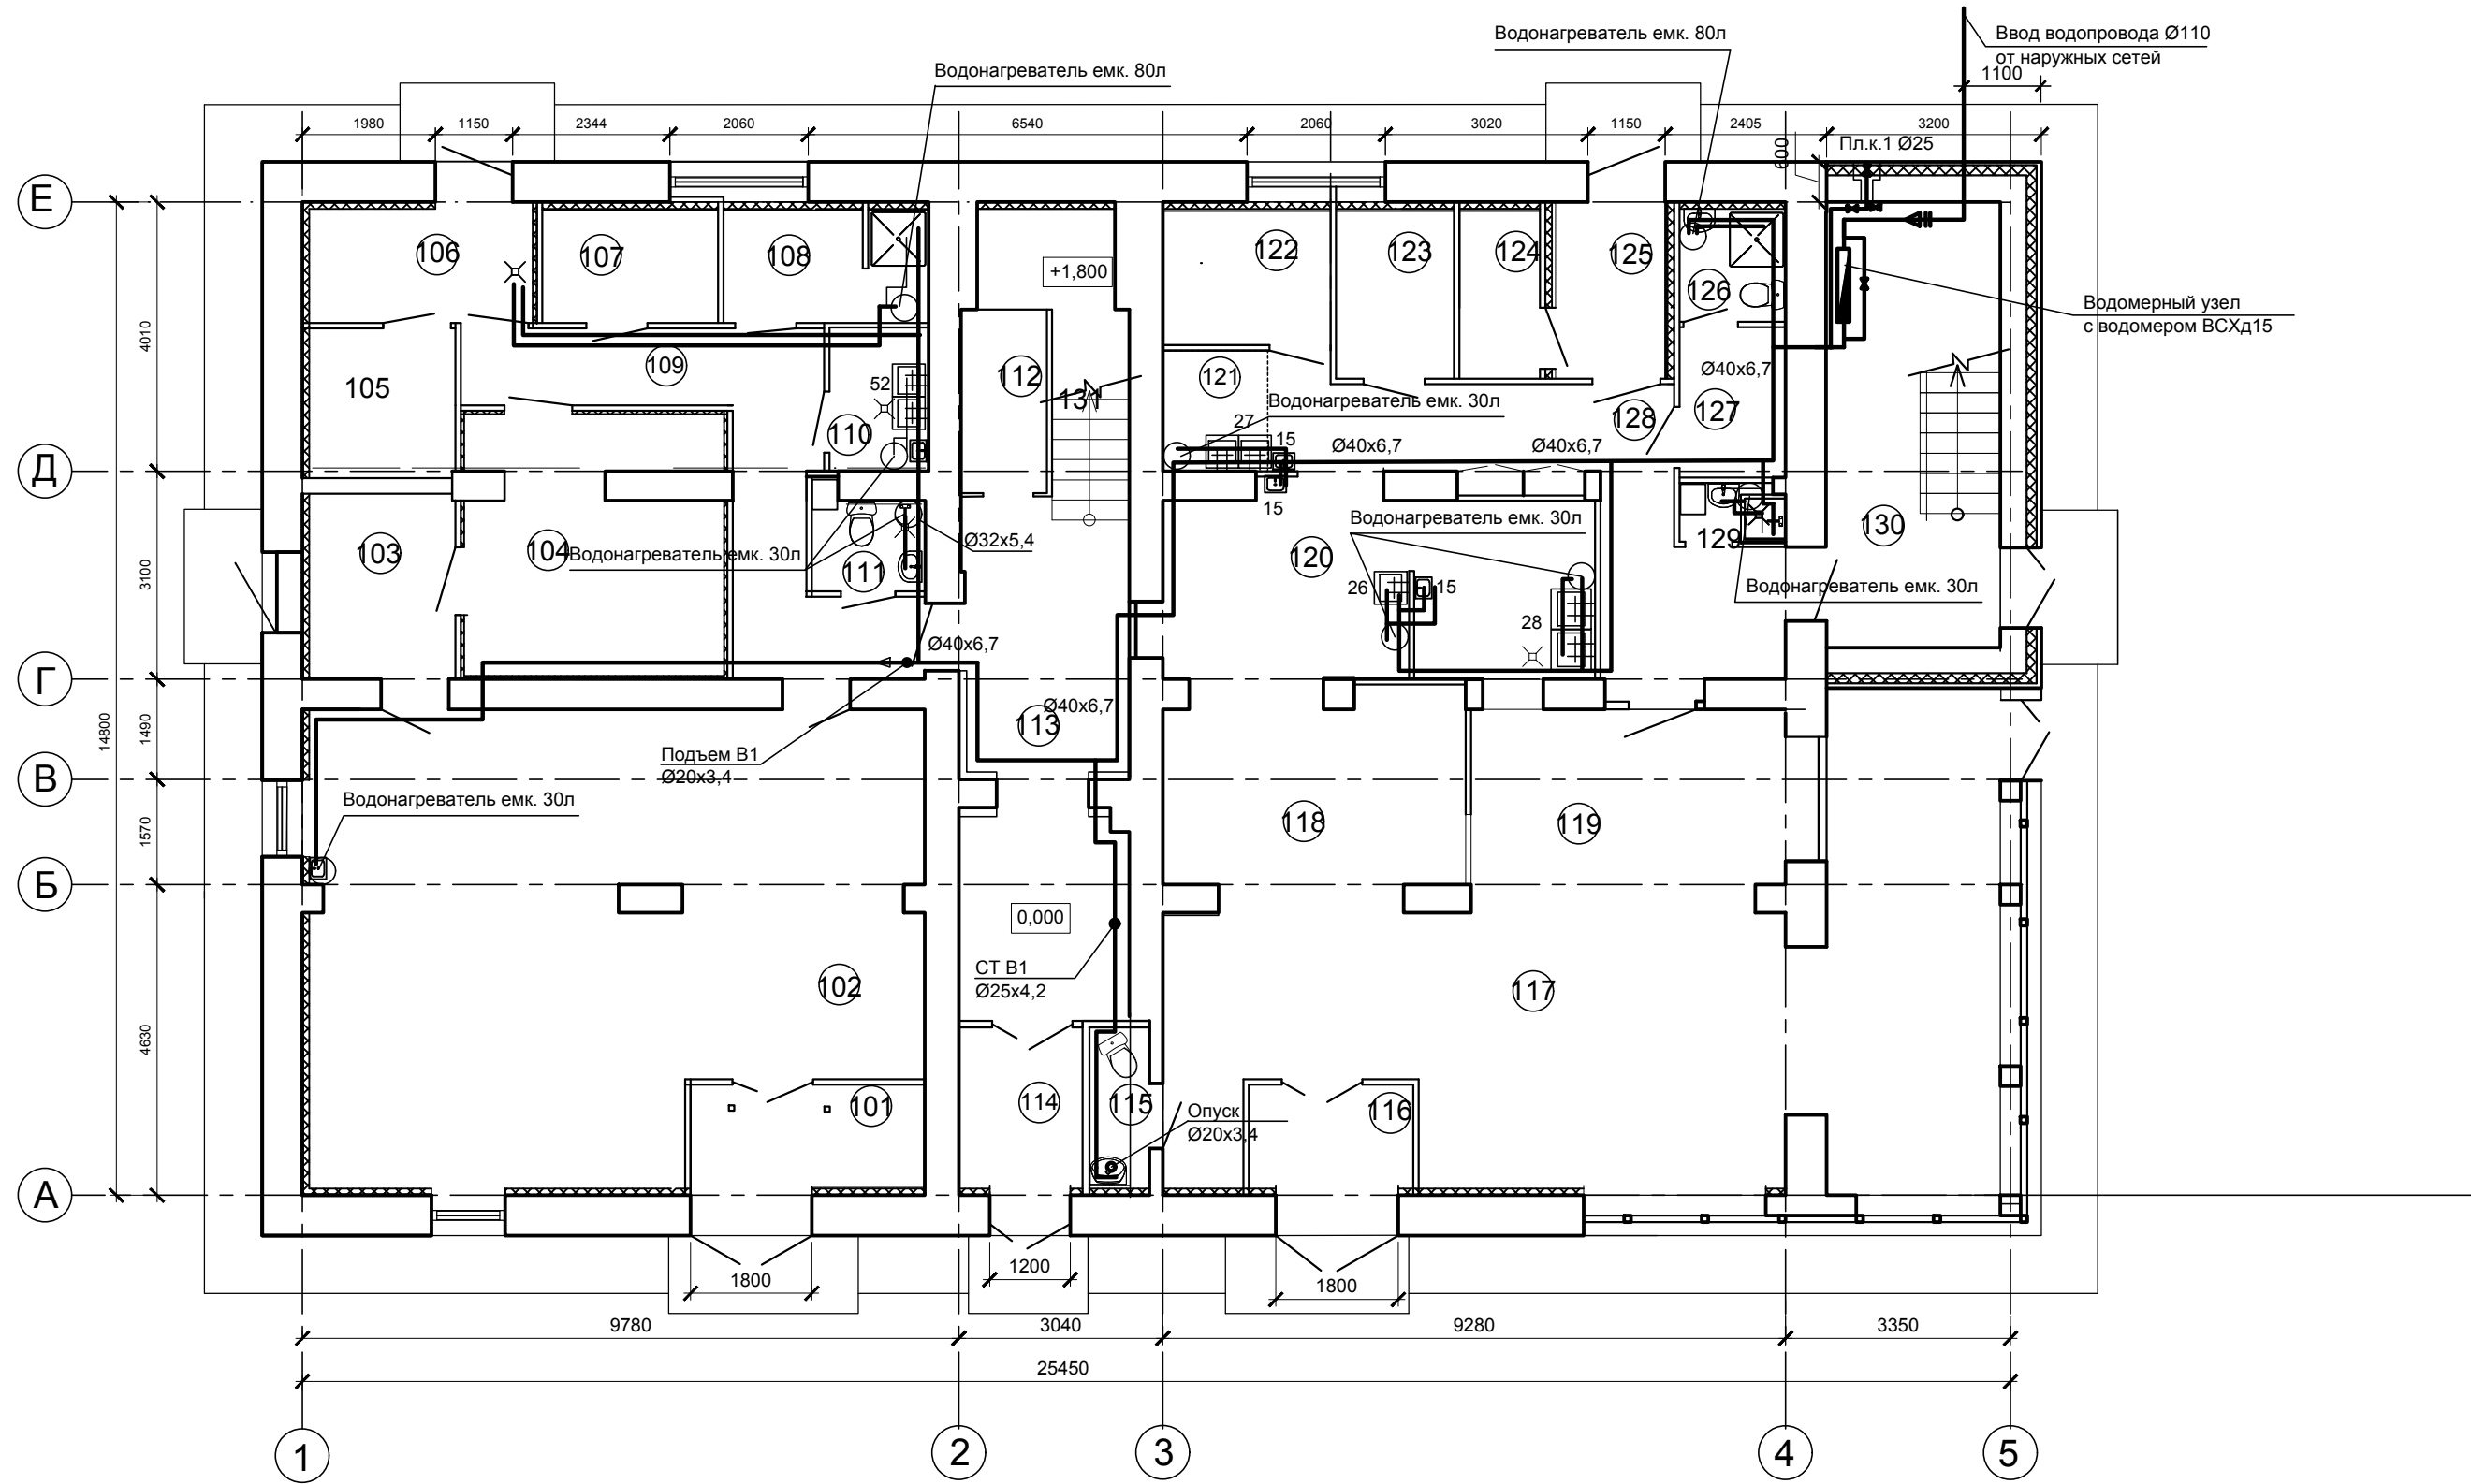 Водонагреватель емк. 80л
Ввод водопровода Ø110
от наружных сетей
Водонагреватель емк. 80л
1100
1980
1150
2344
2060
6540
2060
3020
1150
2405
3200
600
Пл.к.1 Ø25
Е
106
107
108
+1,800
122
123
124
125
126
Водомерный узел
с водомером ВСХд15
4010
105
109
52
112
131
121
Ø40х6,7
Водонагреватель емк. 30л
110
27
15
Ø40х6,7
Ø40х6,7
128
127
Д
15
103
104
Водонагреватель емк. 30л
111
Ø32х5,4
120
Водонагреватель емк. 30л
129
130
3100
26
15
28
Водонагреватель емк. 30л
Ø40х6,7
Г
14800
1490
113
Ø40х6,7
Подъем В1
Ø20х3,4
В
Водонагреватель емк. 30л
1570
118
119
Б
0,000
СТ В1
Ø25х4,2
102
117
4630
101
114
115
Опуск
Ø20х3,4
116
А
1800
1200
1800
9780
3040
9280
3350
25450
1
2
3
4
5